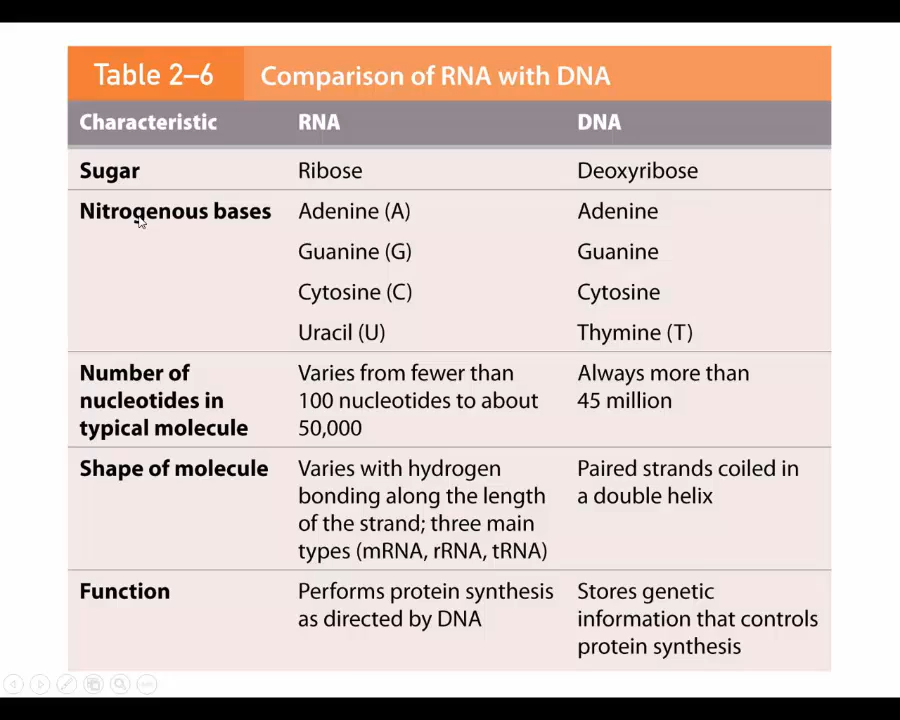 Table 2–6 Comparison of RNA with DNA
Characteristic RNA DNA
Sugar Ribose Deoxyribose
Nitrogenous bases Adenine (A) Adenine
Guanine (G) Guanine
Cytosine (C) Cytosine
Uracil (U) Thymine (T)
Number of Varies from fewer than Always more than
nucleotides in 100 nucleotides to about 45 million
typical molecule 50,000
Shape of molecule Varies with hydrogen Paired strands coiled in
bonding along the length a double helix
of the strand; three main
types (mRNA, rRNA, tRNA)
Function Performs protein synthesis Stores genetic
as directed by DNA information that controls
protein synthesis